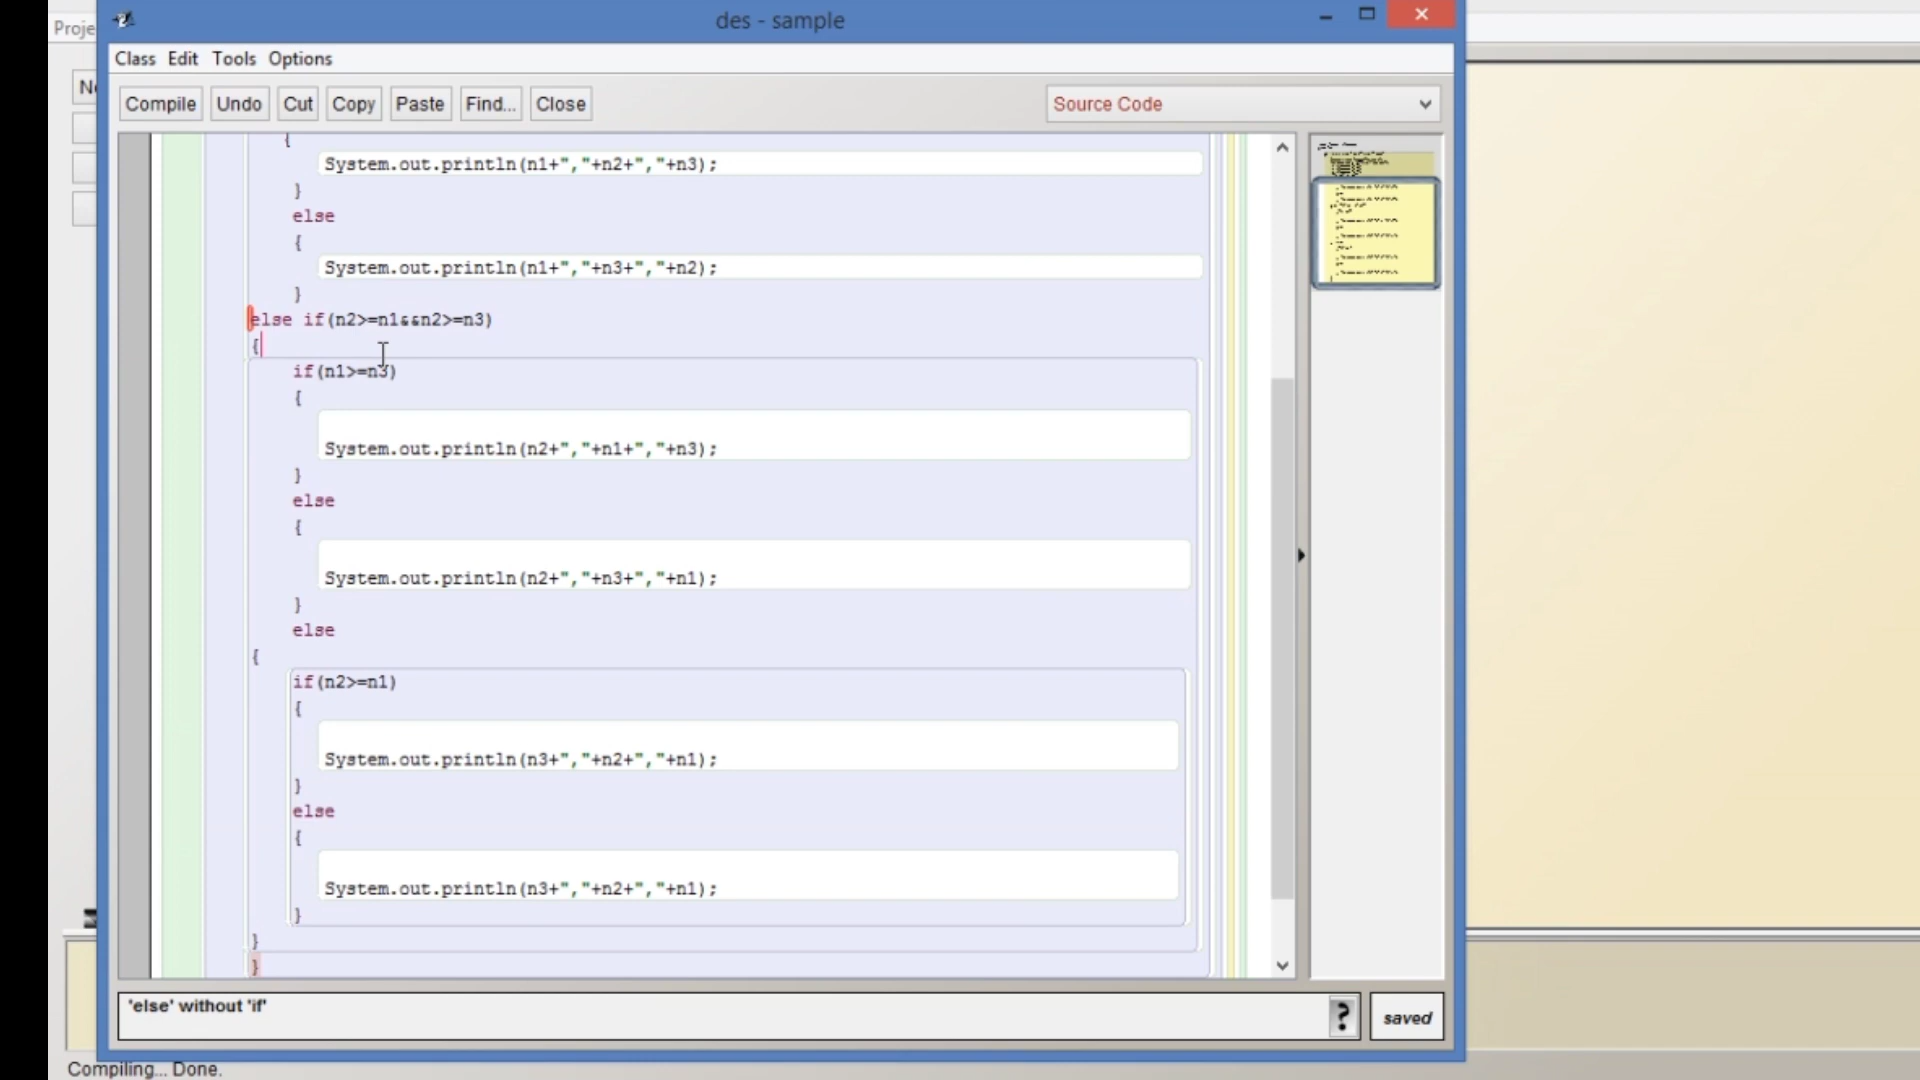 des - sample
Proje
Class Edit Tools Options
Compile Undo Cut Copy Paste Find... Close
Source Code
{
System.out.println(n1+","+n2+","+n3);
}
else
{
System.out.println(n1+","+n3+","+n2);
}
else if(n2>=n1&&n2>=n3)
{
if(n1>=n3)
{
System.out.println(n2+","+n1+","+n3);
}
else
{
System.out.println(n2+","+n3+","+n1);
}
else
{
if(n2>=n1)
{
System.out.println(n3+","+n2+","+n1);
}
else
{
System.out.println(n3+","+n2+","+n1);
}
}
}
'else' without 'if'
?
saved
Compiling... Done.